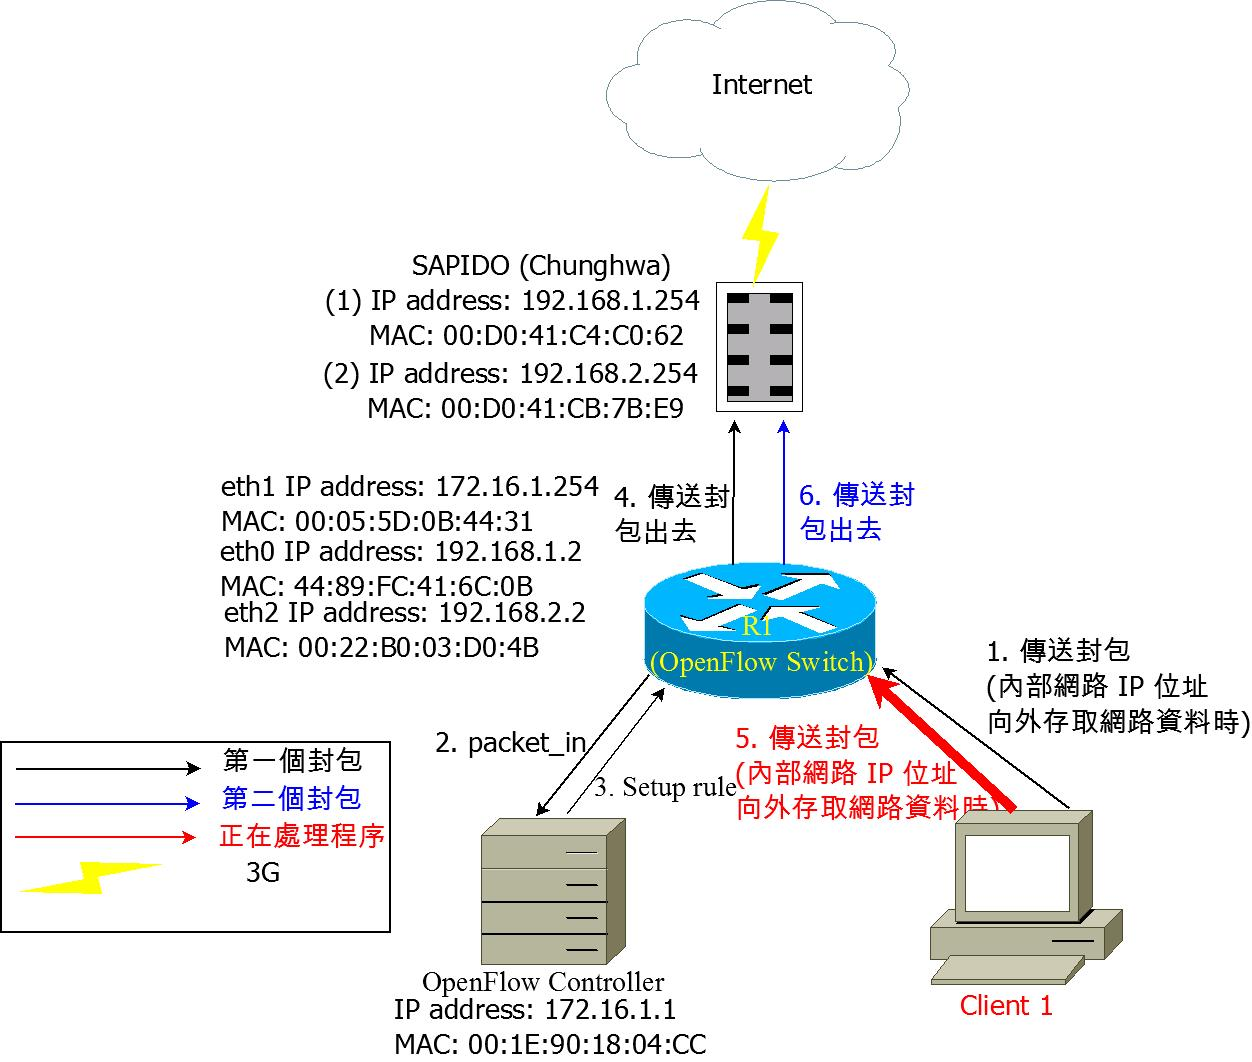 Internet
SAPIDO (Chunghwa)
(1) IP address: 192.168.1.254
MAC: 00:D0:41:C4:C0:62
(2) IP address: 192.168.2.254
MAC: 00:D0:41:CB:7B:E9
eth1 IP address: 172.16.1.254
MAC: 00:05:5D:0B:44:31
eth0 IP address: 192.168.1.2
MAC: 44:89:FC:41:6C:0B
eth2 IP address: 192.168.2.2
MAC: 00:22:B0:03:D0:4B
4. 傳送封
包出去
6. 傳送封
包出去
R1
(OpenFlow Switch)
1. 傳送封包
(內部網路 IP 位址
向外存取網路資料時)
2. packet_in
3. Setup rule
5. 傳送封包
(內部網路 IP 位址
向外存取網路資料時)
第一個封包
第二個封包
正在處理程序
3G
OpenFlow Controller
IP address: 172.16.1.1
MAC: 00:1E:90:18:04:CC
Client 1